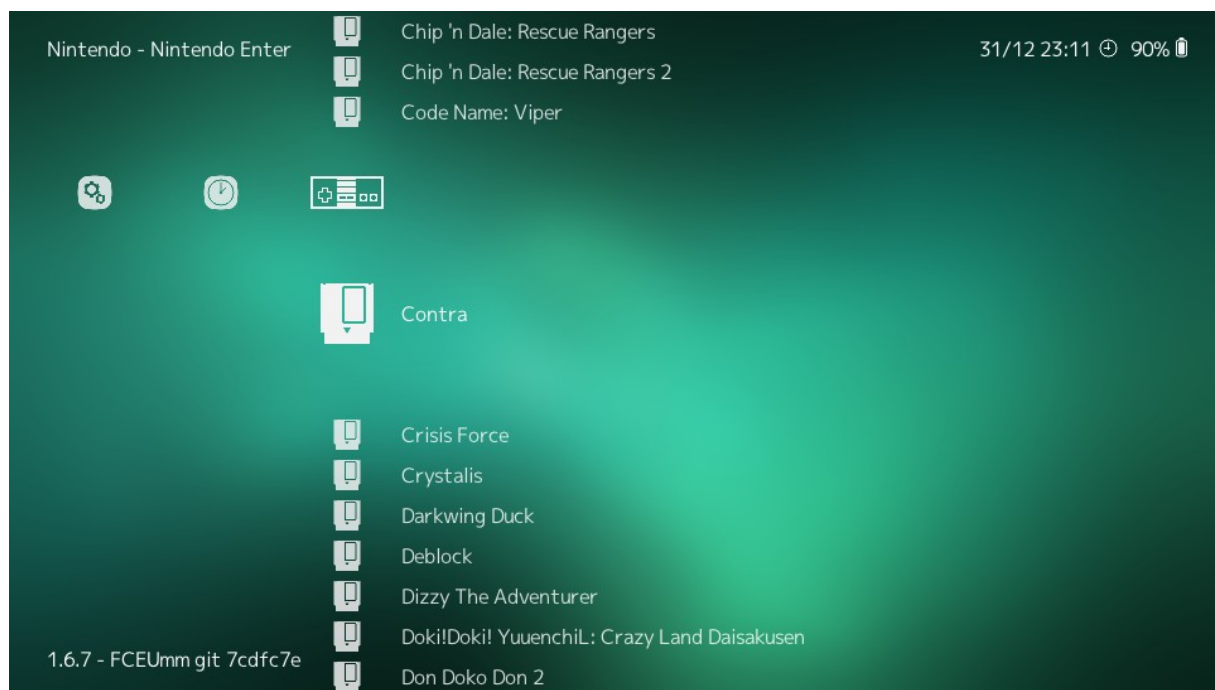 Nintendo - Nintendo Enter
31/12 23:11 90%
Chip 'n Dale: Rescue Rangers
Chip 'n Dale: Rescue Rangers 2
Code Name: Viper
Contra
Crisis Force
Crystalis
Darkwing Duck
Deblock
Dizzy The Adventurer
Doki!Doki! YuuenchiL: Crazy Land Daisakusen
Don Doko Don 2
1.6.7 - FCEUmm git 7cdfc7e